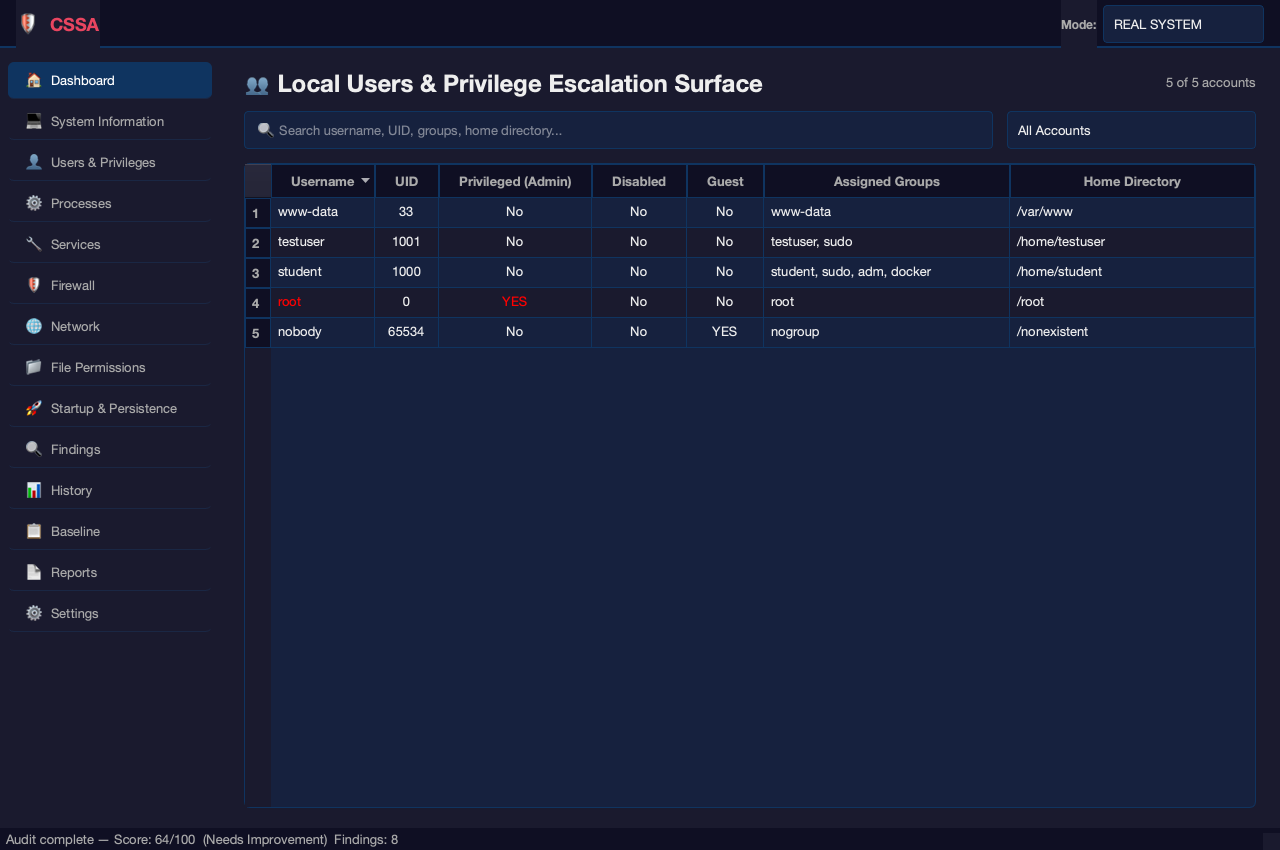 CSSA
Mode: REAL SYSTEM
Dashboard
System Information
Users & Privileges
Processes
Services
Firewall
Network
File Permissions
Startup & Persistence
Findings
History
Baseline
Reports
Settings
Local Users & Privilege Escalation Surface
5 of 5 accounts
Search username, UID, groups, home directory...
All Accounts
Username UID Privileged (Admin) Disabled Guest Assigned Groups Home Directory
1 www-data 33 No No No www-data /var/www
2 testuser 1001 No No No testuser, sudo /home/testuser
3 student 1000 No No No student, sudo, adm, docker /home/student
4 root 0 YES No No root /root
5 nobody 65534 No No YES nogroup /nonexistent
Audit complete — Score: 64/100 (Needs Improvement) Findings: 8